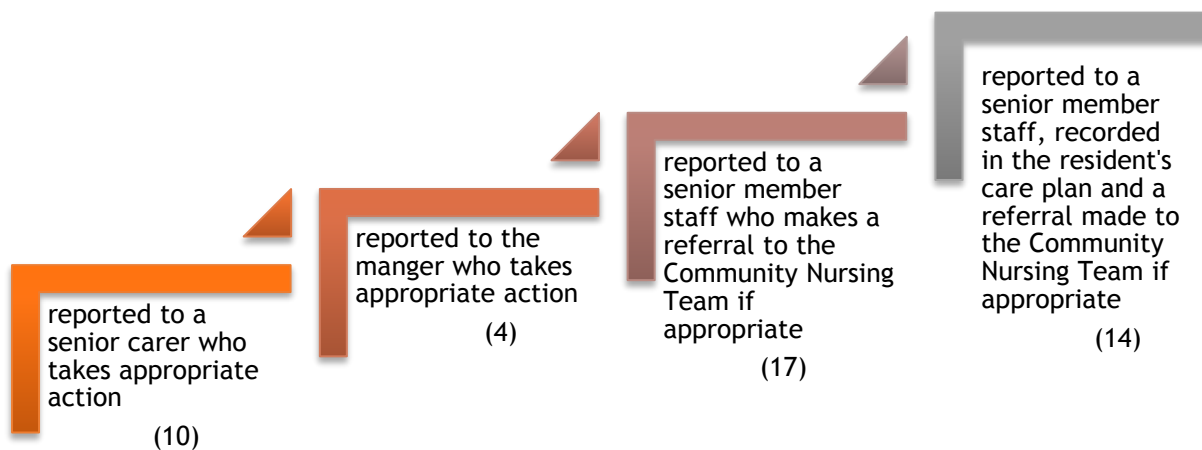 reported to a
senior carer who
takes appropriate
action
(10)
reported to the
manger who takes
appropriate action
(4)
reported to a
senior member
staff who makes a
referral to the
Community Nursing
Team if
appropriate
(17)
reported to a
senior member
staff, recorded
in the resident's
care plan and a
referral made to
the Community
Nursing Team if
appropriate
(14)